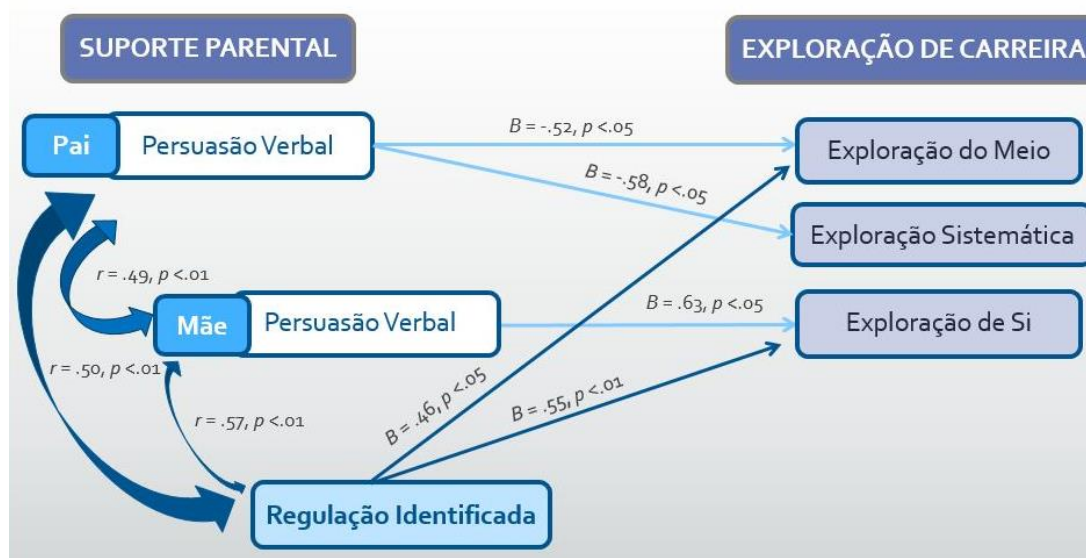 SUPORTE PARENTAL
EXPLORAÇÃO DE CARREIRA
Pai
Persuasão Verbal
B = -.52, p <.05
Exploração do Meio
B = -.58, p <.05
Exploração Sistemática
r = .49, p <.01
Mãe
Persuasão Verbal
B = .63, p <.05
Exploração de Si
r = .50, p <.01
B = .46, p <.05
B = .55, p <.01
r = .57, p <.01
Regulação Identificada